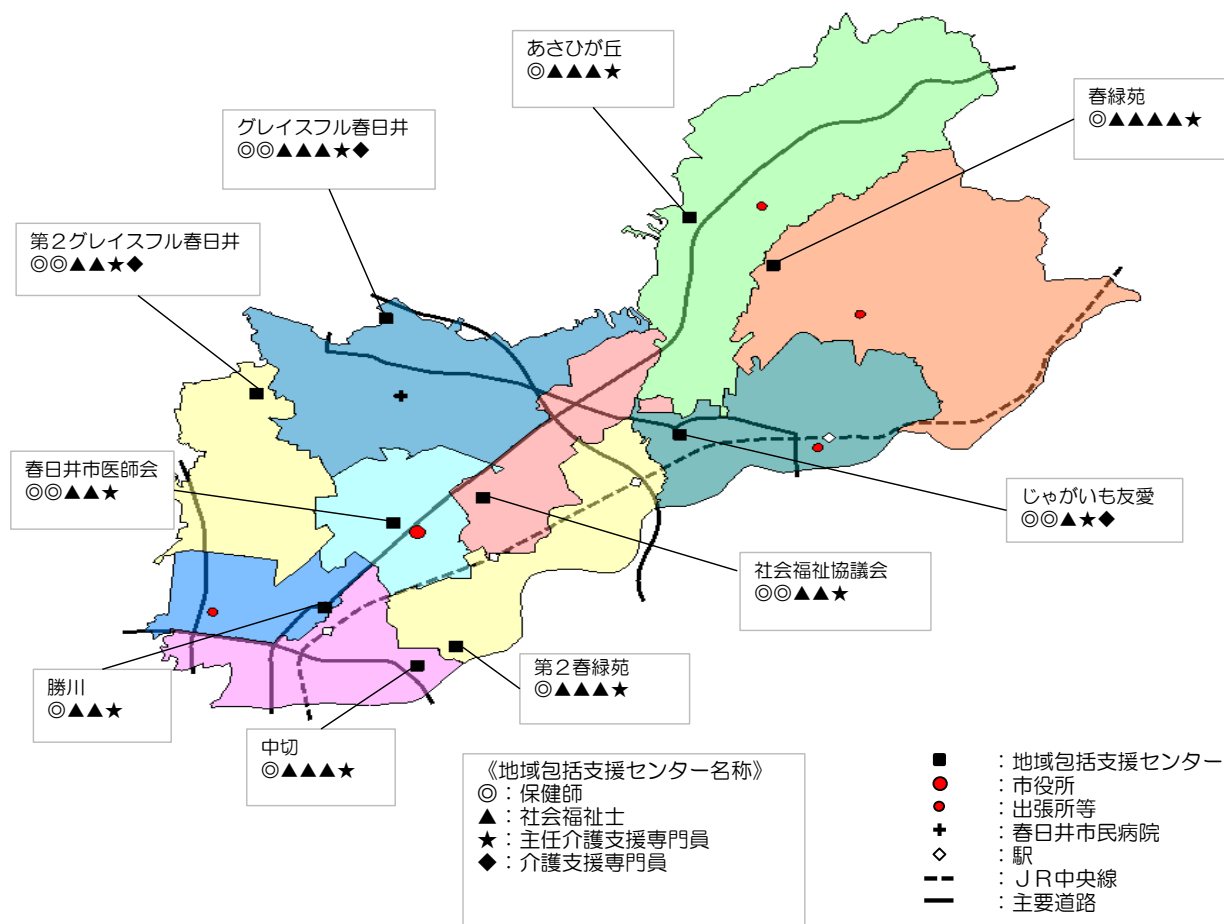 あさひが丘
◎▲▲▲★
春緑苑
◎▲▲▲▲★
グレイスフル春日井
◎◎▲▲▲★◆
第２グレイスフル春日井
◎◎▲▲★◆
春日井市医師会
◎◎▲▲★
じゃがいも友愛
◎◎▲★◆
社会福祉協議会
◎◎▲▲★
第２春緑苑
◎▲▲▲★
勝川
◎▲▲★
中切
◎▲▲▲★
《地域包括支援センター名称》
◎：保健師
▲：社会福祉士
★：主任介護支援専門員
◆：介護支援専門員
：地域包括支援センター
：市役所
：出張所等
：春日井市民病院
：駅
：ＪＲ中央線
：主要道路